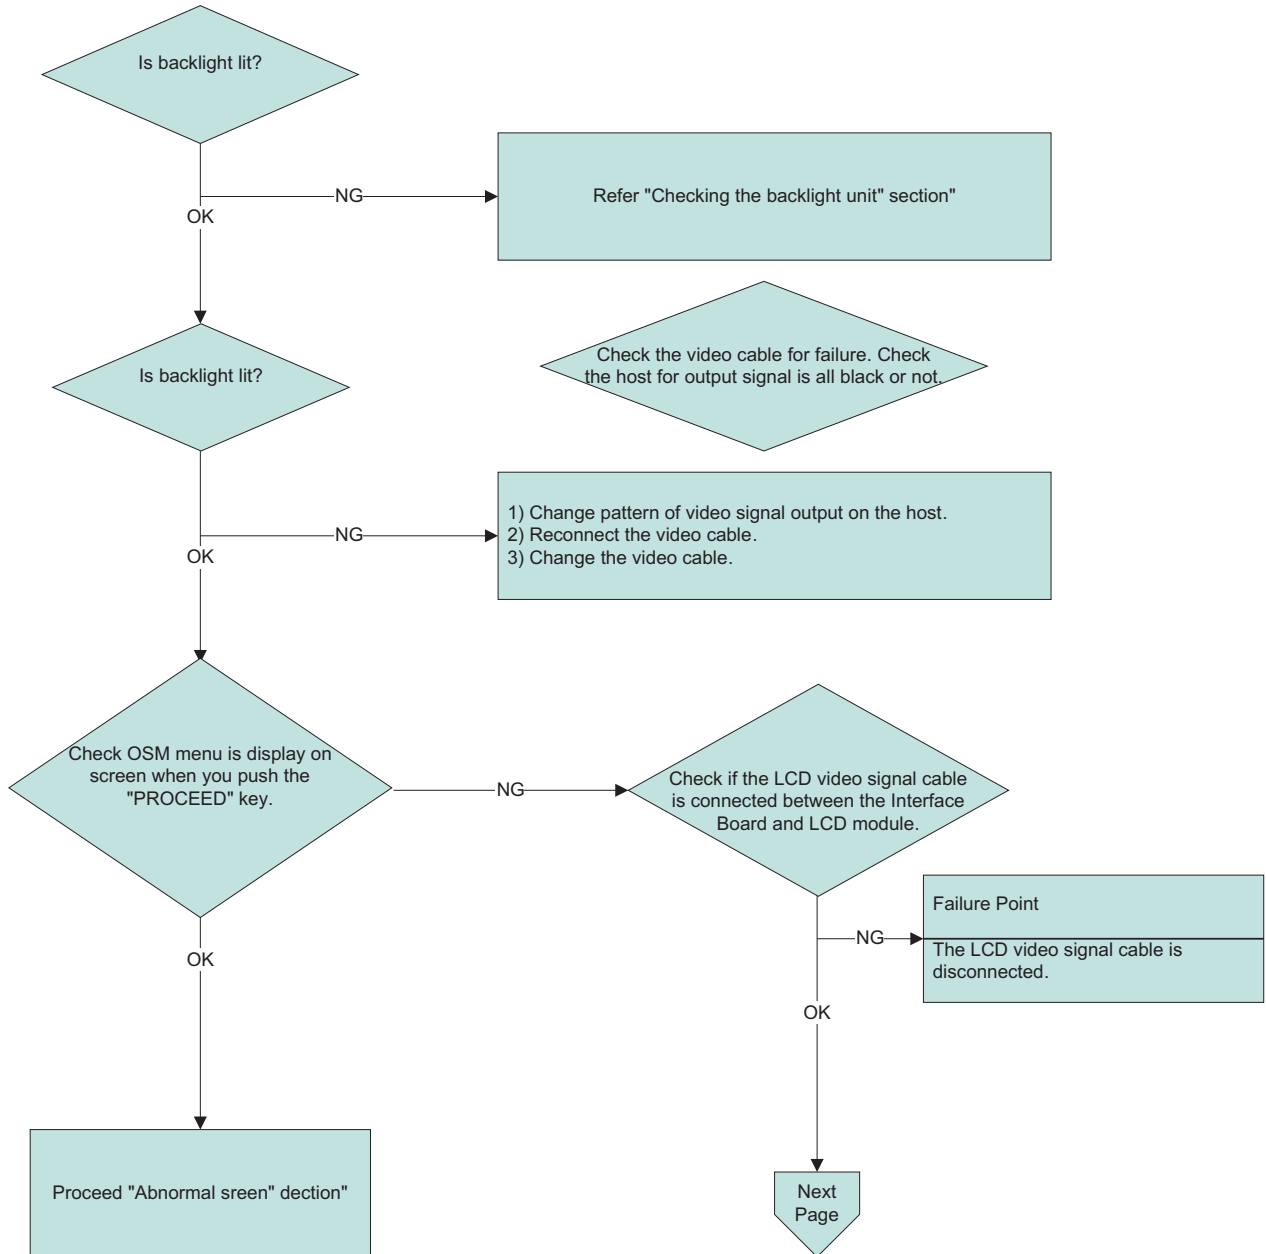 Is backlight lit?
NG
Refer "Checking the backlight unit" section"
OK
Is backlight lit?
Check the video cable for failure. Check
the host for output signal is all black or not.
NG
1) Change pattern of video signal output on the host.
2) Reconnect the video cable.
3) Change the video cable.
OK
Check OSM menu is display on
screen when you push the
"PROCEED" key.
NG
Check if the LCD video signal cable
is connected between the Interface
Board and LCD module.
Failure Point
NG
The LCD video signal cable is
disconnected.
OK
OK
Proceed "Abnormal sreen" dection"
Next
Page